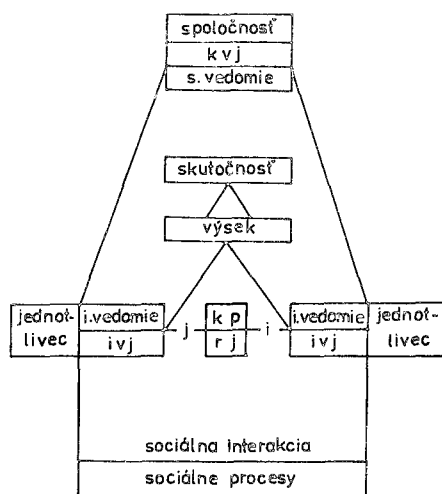 spoločnosť
k v j
s. vedomie
skutočnosť
výsek
jednot- i.vedomie k p i.vedomie jednot-
j i
livec i v j r j i v j livec
sociálna interakcia
sociálne procesy